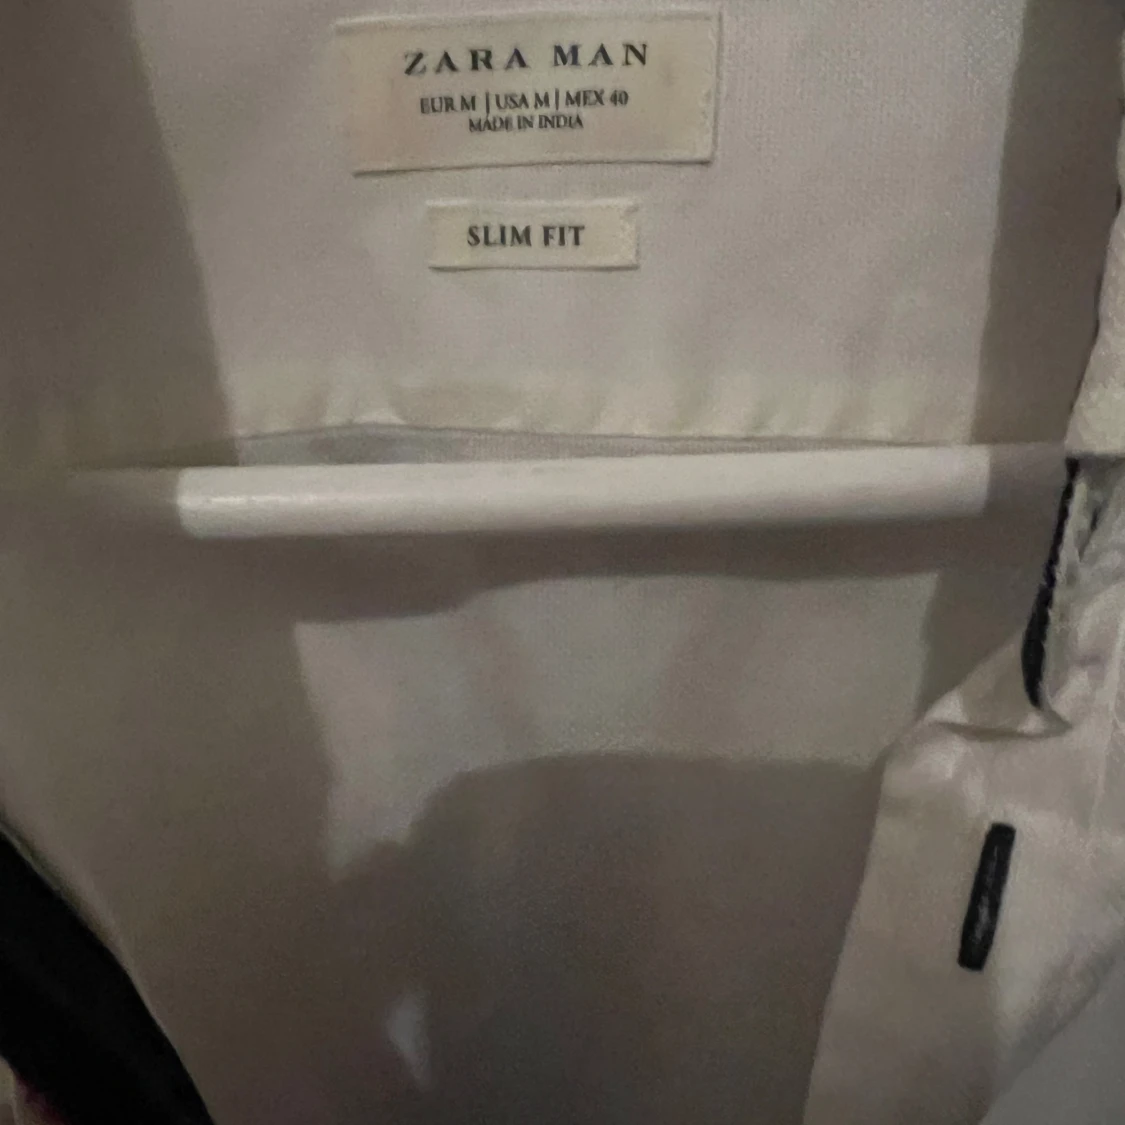 ZARA MAN
EUR M | USA M | MEX 40
MADE IN INDIA
SLIM FIT